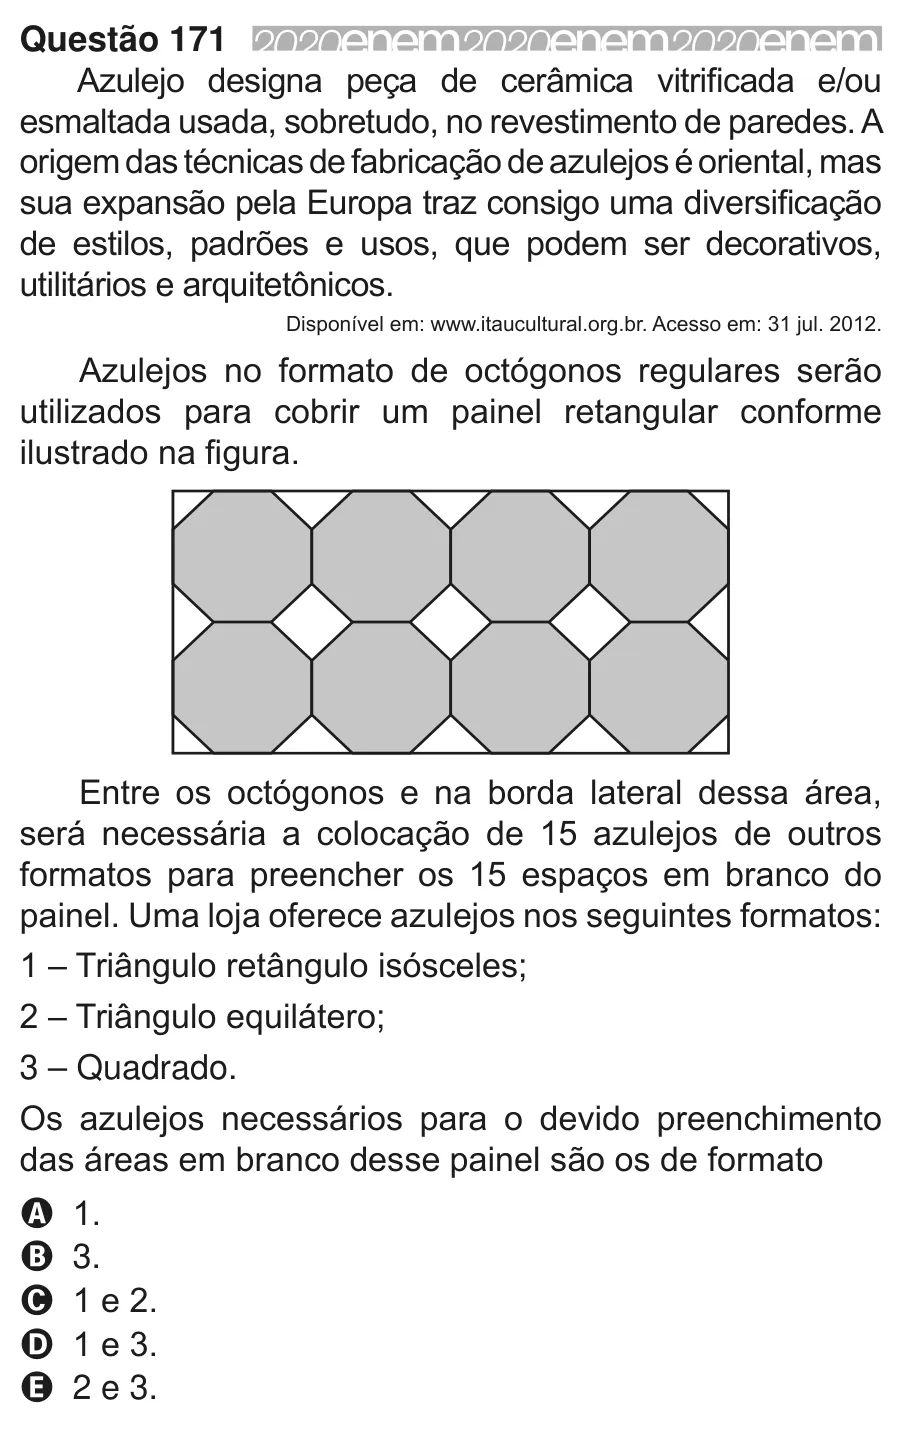 Questão 171 2020enem2020enem2020enem
Azulejo designa peça de cerâmica vitrificada e/ou
esmaltada usada, sobretudo, no revestimento de paredes. A
origem das técnicas de fabricação de azulejos é oriental, mas
sua expansão pela Europa traz consigo uma diversificação
de estilos, padrões e usos, que podem ser decorativos,
utilitários e arquitetônicos.
Disponível em: www.itaucultural.org.br. Acesso em: 31 jul. 2012.
Azulejos no formato de octógonos regulares serão
utilizados para cobrir um painel retangular conforme
ilustrado na figura.
Entre os octógonos e na borda lateral dessa área,
será necessária a colocação de 15 azulejos de outros
formatos para preencher os 15 espaços em branco do
painel. Uma loja oferece azulejos nos seguintes formatos:
1 – Triângulo retângulo isósceles;
2 – Triângulo equilátero;
3 – Quadrado.
Os azulejos necessários para o devido preenchimento
das áreas em branco desse painel são os de formato
A 1.
B 3.
C 1 e 2.
D 1 e 3.
E 2 e 3.